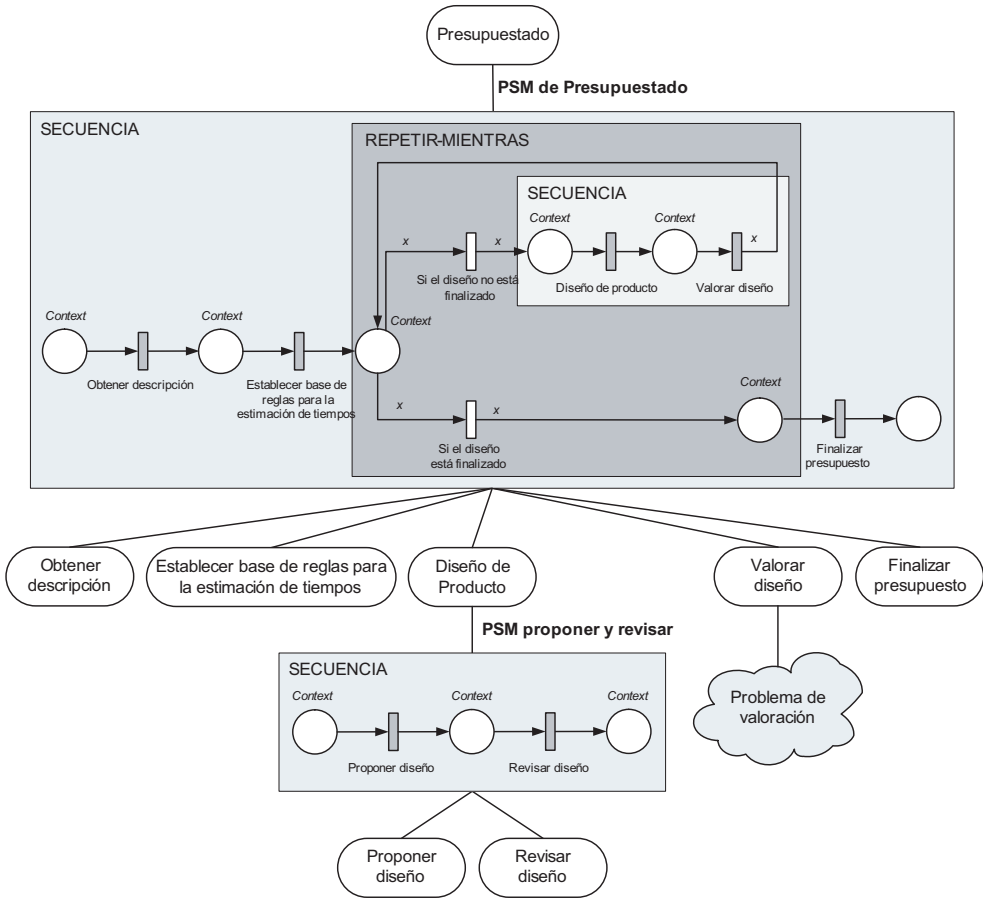 Presupuestado
PSM de Presupuestado
SECUENCIA
REPETIR-MIENTRAS
SECUENCIA
Context
Context
x
x
x
Si el diseño no está
finalizado
Diseño de producto
Valorar diseño
Context
Context
Context
Obtener descripción
Establecer base de
reglas para la
estimación de tiempos
x
x
Context
Si el diseño
está finalizado
Finalizar
presupuesto
Obtener
descripción
Establecer base de reglas para
la estimación de tiempos
Diseño de
Producto
Valorar
diseño
Finalizar
presupuesto
PSM proponer y revisar
SECUENCIA
Context
Context
Context
Proponer diseño
Revisar diseño
Problema de
valoración
Proponer
diseño
Revisar
diseño